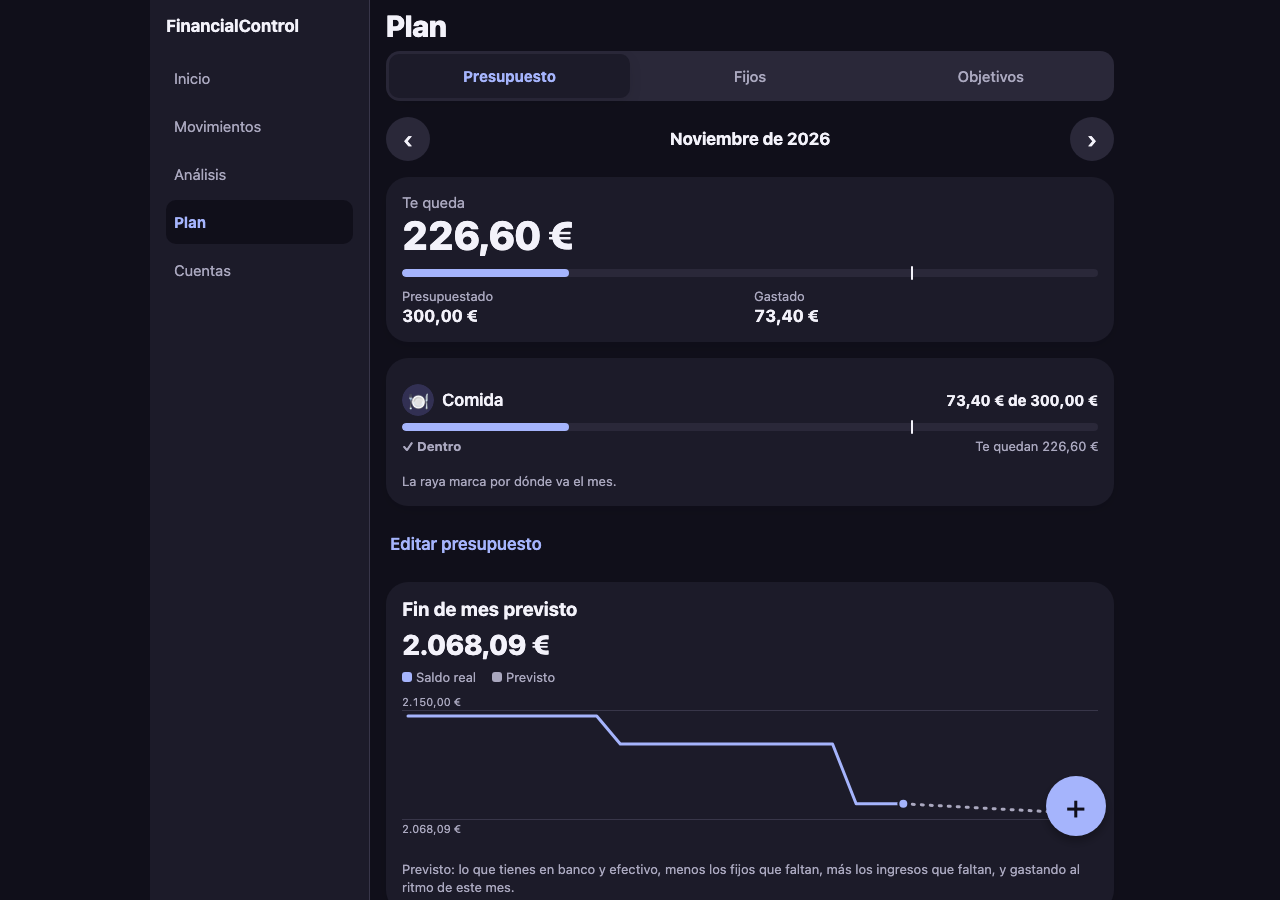 FinancialControl
Inicio
Movimientos
Análisis
Plan
Cuentas
Plan
Presupuesto
Fijos
Objetivos
‹
Noviembre de 2026
›
Te queda
226,60 €
Presupuestado
Gastado
300,00 €
73,40 €
Comida
73,40 € de 300,00 €
✓ Dentro
Te quedan 226,60 €
La raya marca por dónde va el mes.
Editar presupuesto
Fin de mes previsto
2.068,09 €
Saldo real
Previsto
2.150,00 €
+
2.068,09 €
Previsto: lo que tienes en banco y efectivo, menos los fijos que faltan, más los ingresos que faltan, y gastando al
ritmo de este mes.